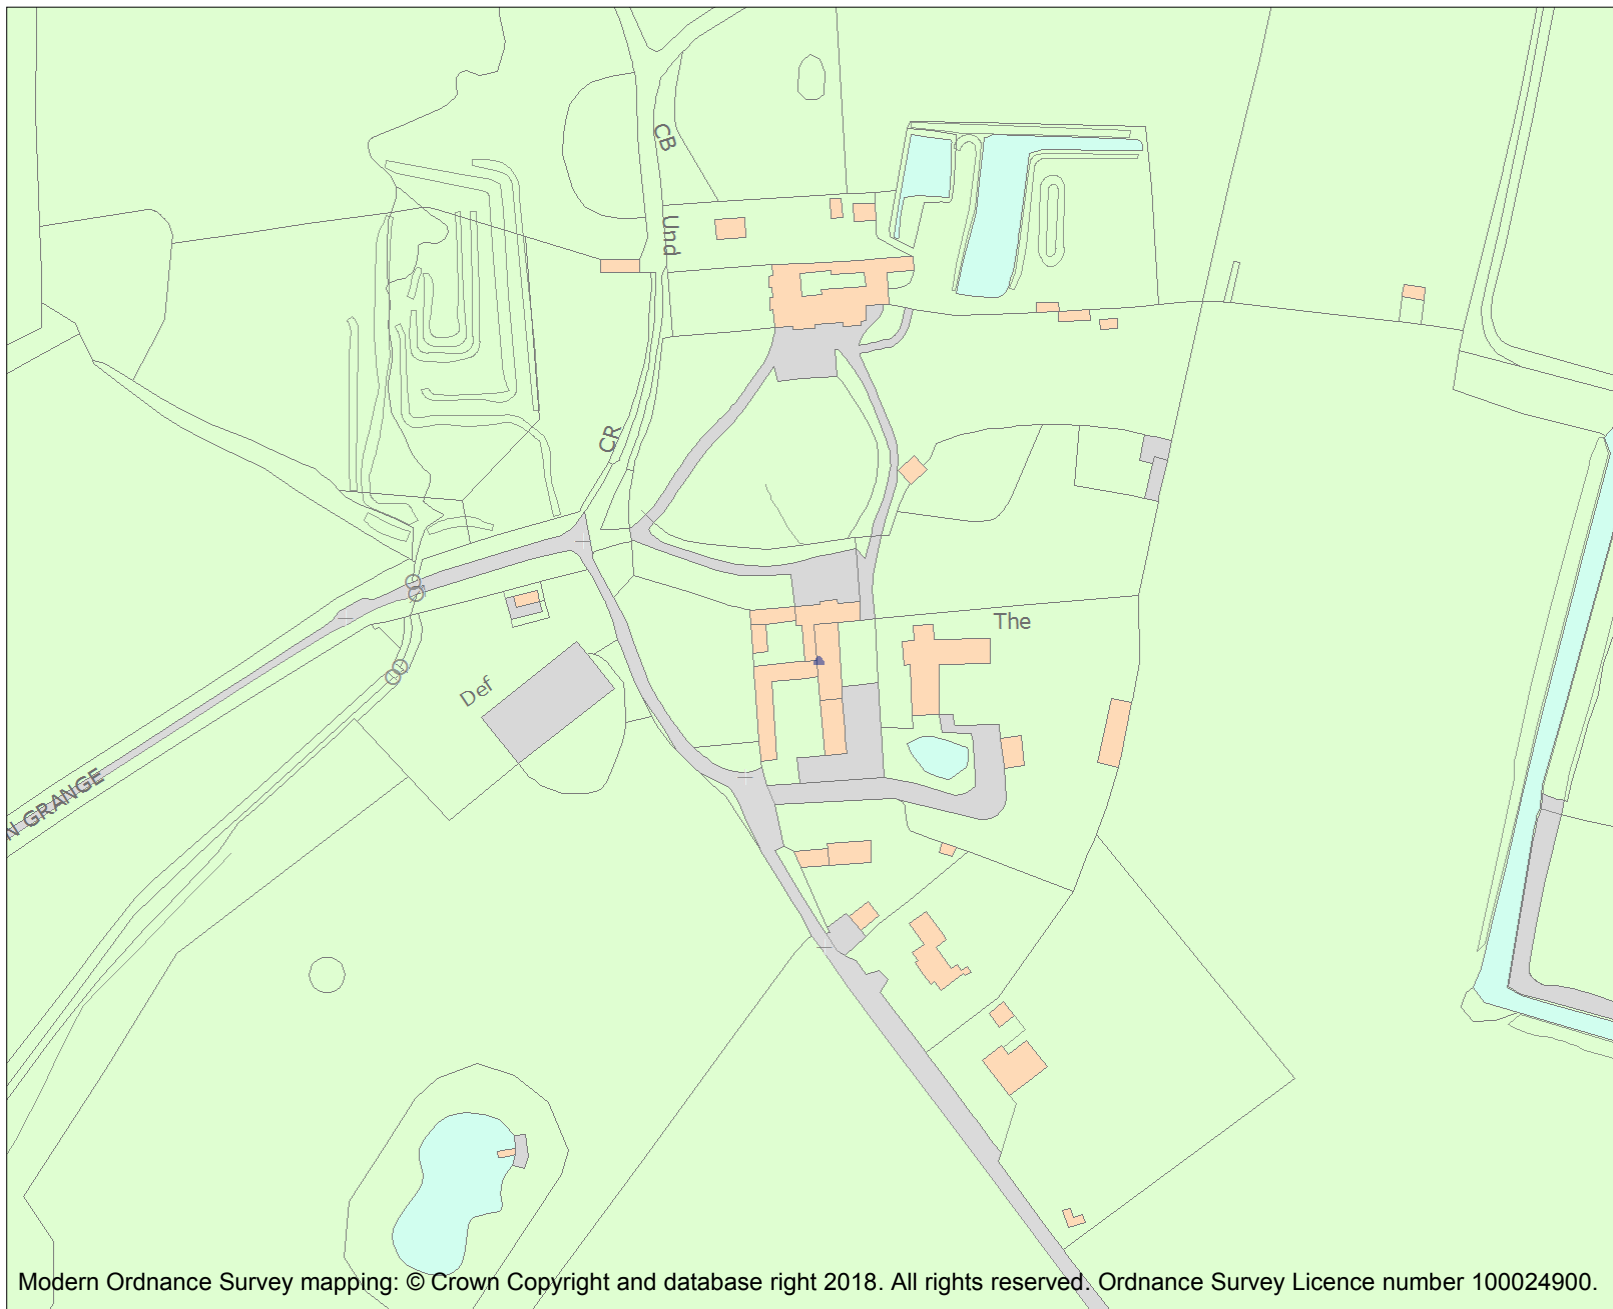 CB
Und
CR
The
Def
N GRANGE
Modern Ordnance Survey mapping: © Crown Copyright and database right 2018. All rights reserved. Ordnance Survey Licence number 100024900.